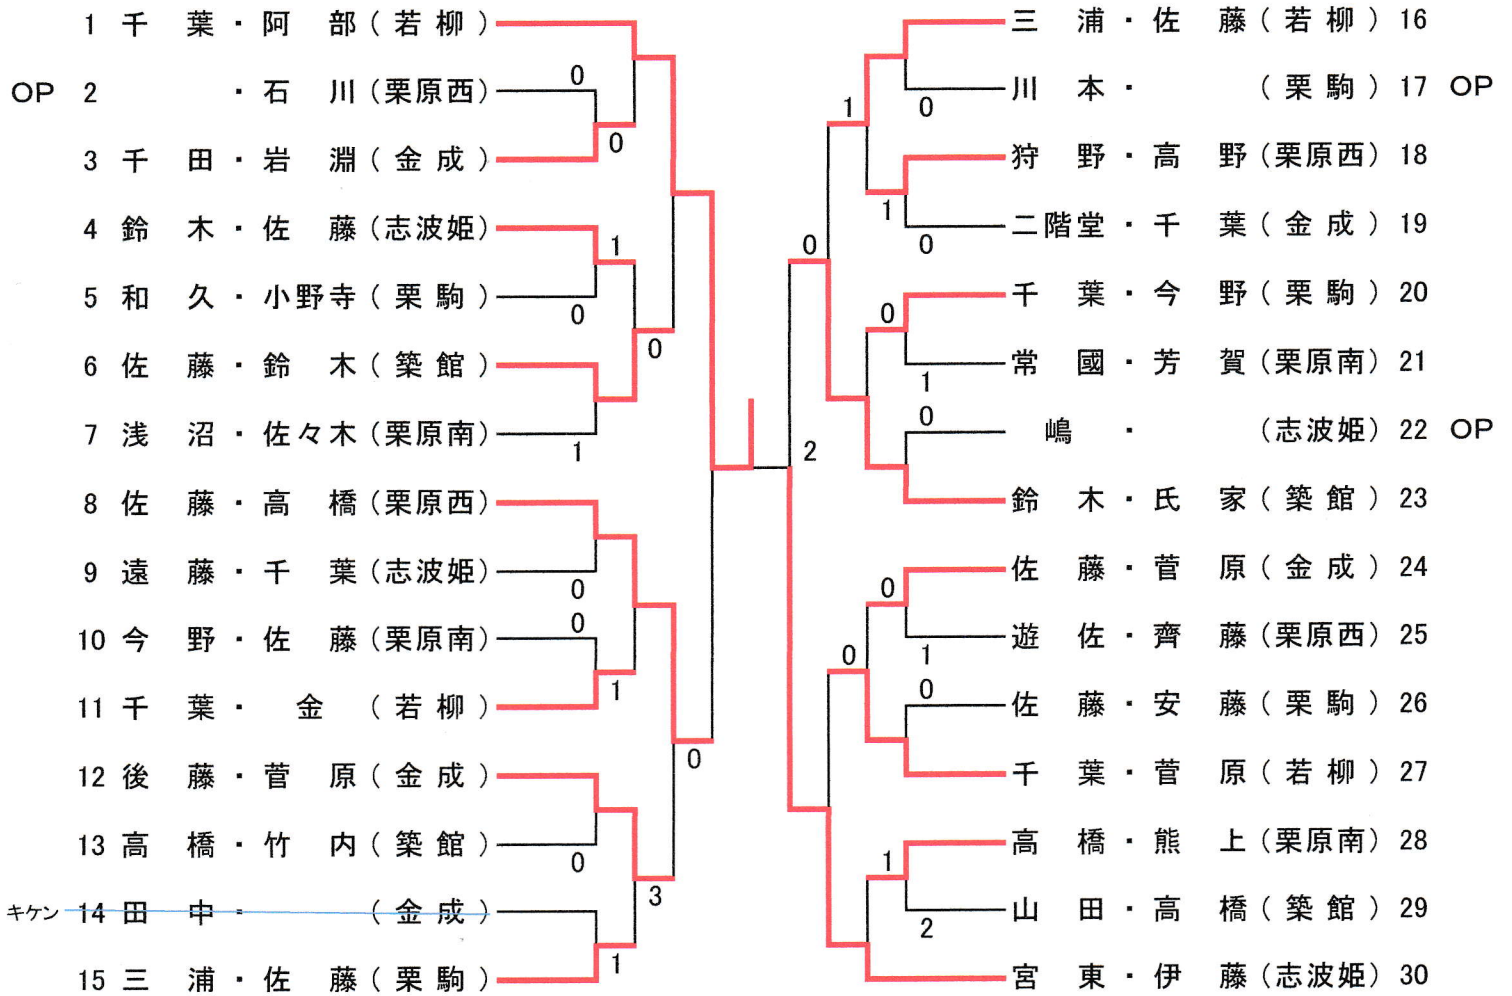 1 千葉・阿部(若柳)
OP 2 ・石川(栗原西)
3 千田・岩淵(金成)
4 鈴木・佐藤(志波姫)
5 和久・小野寺(栗駒)
6 佐藤・鈴木(築館)
7 浅沼・佐々木(栗原南)
8 佐藤・高橋(栗原西)
9 遠藤・千葉(志波姫)
10 今野・佐藤(栗原南)
11 千葉・金(若柳)
12 後藤・菅原(金成)
13 高橋・竹内(築館)
キケン 14 田中・(金成)
15 三浦・佐藤(栗駒)
0
0
1
0
0
1
0
0
1
0
0
3
1
2
0
1
0
1
0
0
1
0
0
1
0
0
1
2
三浦・佐藤(若柳) 16
川本・(栗駒) 17 OP
狩野・高野(栗原西) 18
二階堂・千葉(金成) 19
千葉・今野(栗駒) 20
常國・芳賀(栗原南) 21
嶋・(志波姫) 22 OP
鈴木・氏家(築館) 23
佐藤・菅原(金成) 24
遊佐・齊藤(栗原西) 25
佐藤・安藤(栗駒) 26
千葉・菅原(若柳) 27
高橋・熊上(栗原南) 28
山田・高橋(築館) 29
宮東・伊藤(志波姫) 30